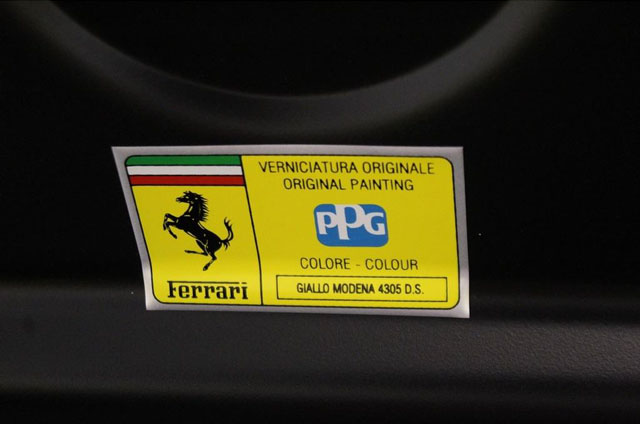 VERNICIATURA ORIGINALE
ORIGINAL PAINTING
PPG
COLORE - COLOUR
GIALLO MODENA 4305 D.S.
Ferrari